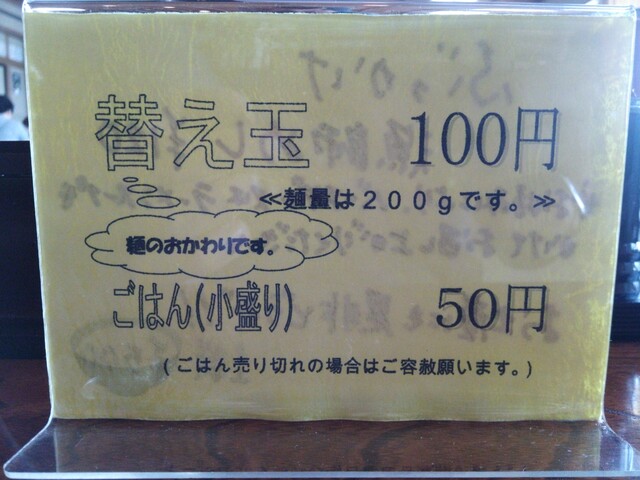 替え玉 100円
≪麺量は200gです。≫
麺のおかわりです。
ごはん(小盛り) 50円
(ごはん売り切れの場合はご容赦願います。)